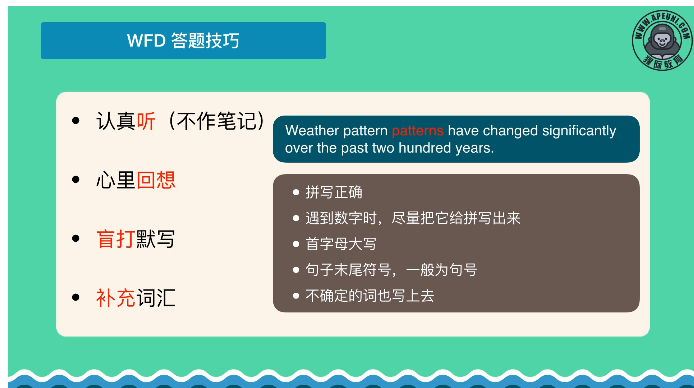 WFD 答题技巧
WWW.APEUNI.COM
猩际教育
• 认真听（不作笔记）
• 心里回想
• 盲打默写
• 补充词汇
Weather pattern patterns have changed significantly
over the past two hundred years.
• 拼写正确
• 遇到数字时，尽量把它给拼写出来
• 首字母大写
• 句子末尾符号，一般为句号
• 不确定的词也写上去